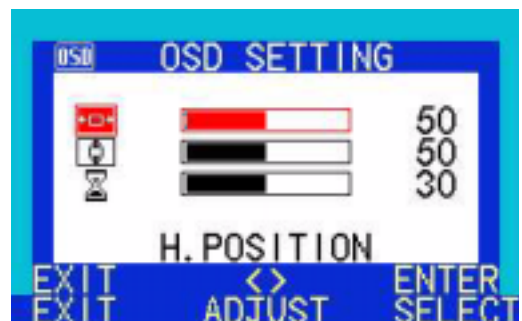 OSD OSD SETTING
50
50
30
H.POSITION
EXIT <> ENTER
EXIT ADJUST SELECT